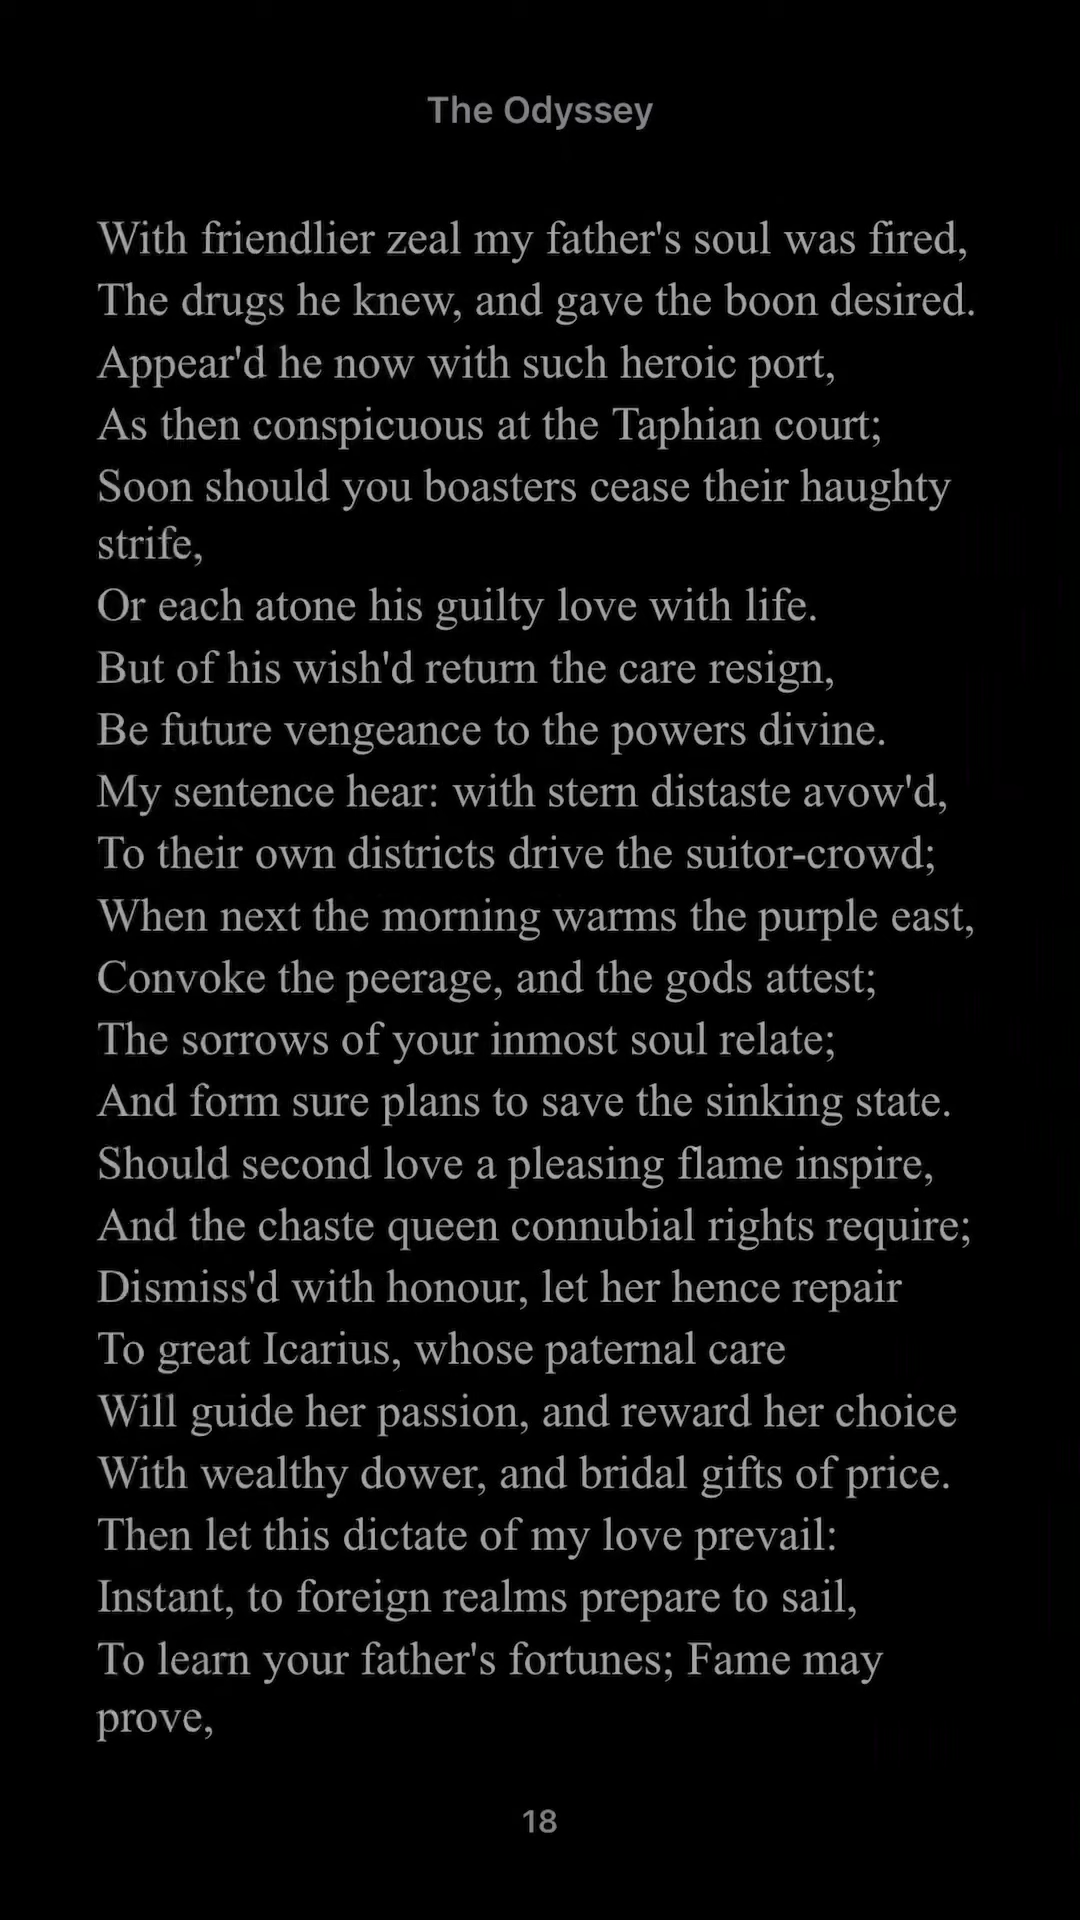 The Odyssey
With friendlier zeal my father's soul was fired,
The drugs he knew, and gave the boon desired.
Appear'd he now with such heroic port,
As then conspicuous at the Taphian court;
Soon should you boasters cease their haughty
strife,
Or each atone his guilty love with life.
But of his wish'd return the care resign,
Be future vengeance to the powers divine.
My sentence hear: with stern distaste avow'd,
To their own districts drive the suitor-crowd;
When next the morning warms the purple east,
Convoke the peerage, and the gods attest;
The sorrows of your inmost soul relate;
And form sure plans to save the sinking state.
Should second love a pleasing flame inspire,
And the chaste queen connubial rights require;
Dismiss'd with honour, let her hence repair
To great Icarius, whose paternal care
Will guide her passion, and reward her choice
With wealthy dower, and bridal gifts of price.
Then let this dictate of my love prevail:
Instant, to foreign realms prepare to sail,
To learn your father's fortunes; Fame may
prove,
18